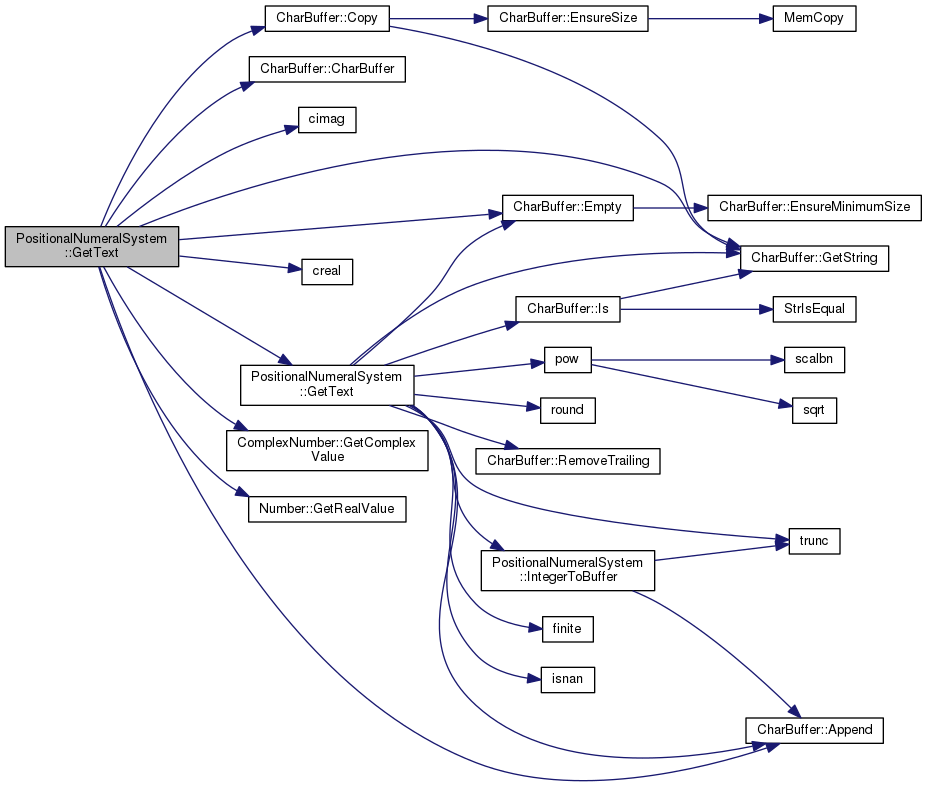 CharBuffer::Copy
CharBuffer::EnsureSize
MemCopy
CharBuffer::CharBuffer
cimag
CharBuffer::Empty
CharBuffer::EnsureMinimumSize
PositionalNumeralSystem
::GetText
creal
CharBuffer::GetString
CharBuffer::Is
StrIsEqual
PositionalNumeralSystem
::GetText
pow
scalbn
round
sqrt
ComplexNumber::GetComplex
Value
CharBuffer::RemoveTrailing
Number::GetRealValue
trunc
PositionalNumeralSystem
::IntegerToBuffer
finite
isnan
CharBuffer::Append